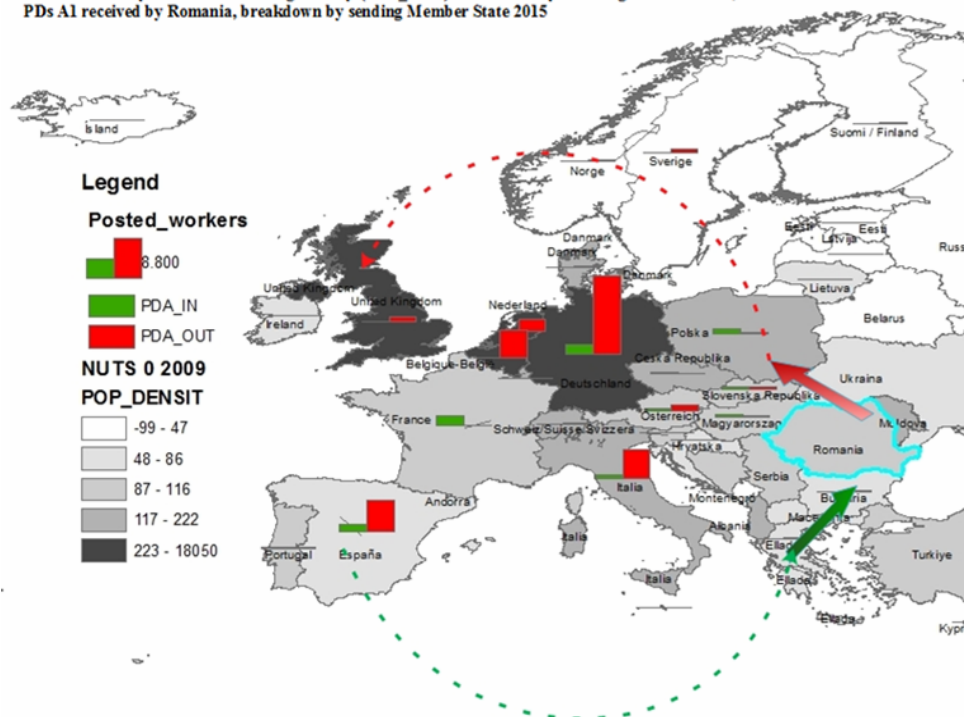 PDs A1 received by Romania, breakdown by sending Member State 2015
Island
Suomi / Finland
Norge
Sverige
Legend
Posted_workers
8.800
PDA_IN
PDA_OUT
NUTS 0 2009
POP_DENSIT
-99 - 47
48 - 86
87 - 116
117 - 222
223 - 18050
Danmark
Danmark
Danmark
Eesti
Eesti
Latvija
Russ
Lietuva
Belarus
United Kingdom
United Kingdom
Ireland
Nederland
Polska
Belgique-Belgi
Ceska Republika
Deutschland
Ukraina
Slovenska Republika
France
Österreich
Magyarorszag
Moldova
Schweiz/Suisse/Svizzera
Hrvatska
Romania
Italia
Serbia
Andorra
Montenegro
Bulgaria
Albania
Portugal
España
Italia
Ellada
Turkiye
Italia
Ellada
Kypr